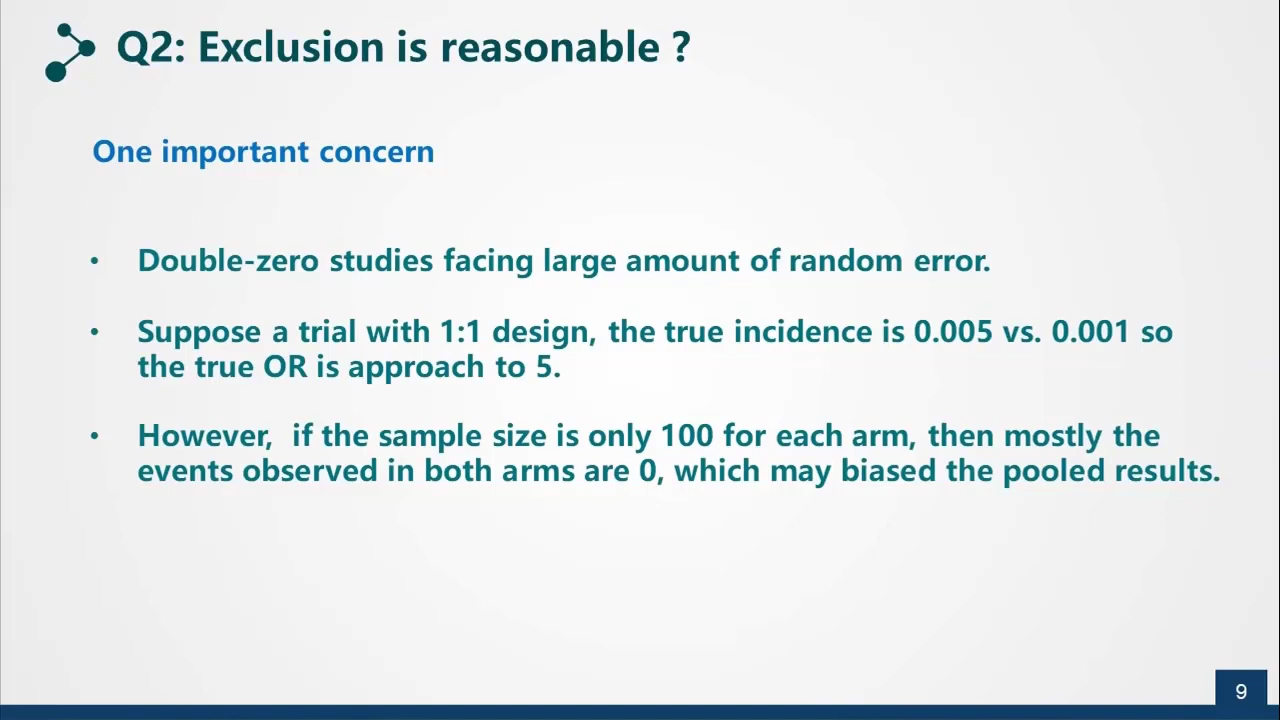 Q2: Exclusion is reasonable ?
One important concern
• Double-zero studies facing large amount of random error.
• Suppose a trial with 1:1 design, the true incidence is 0.005 vs. 0.001 so
the true OR is approach to 5.
• However,  if the sample size is only 100 for each arm, then mostly the
events observed in both arms are 0, which may biased the pooled results.
9